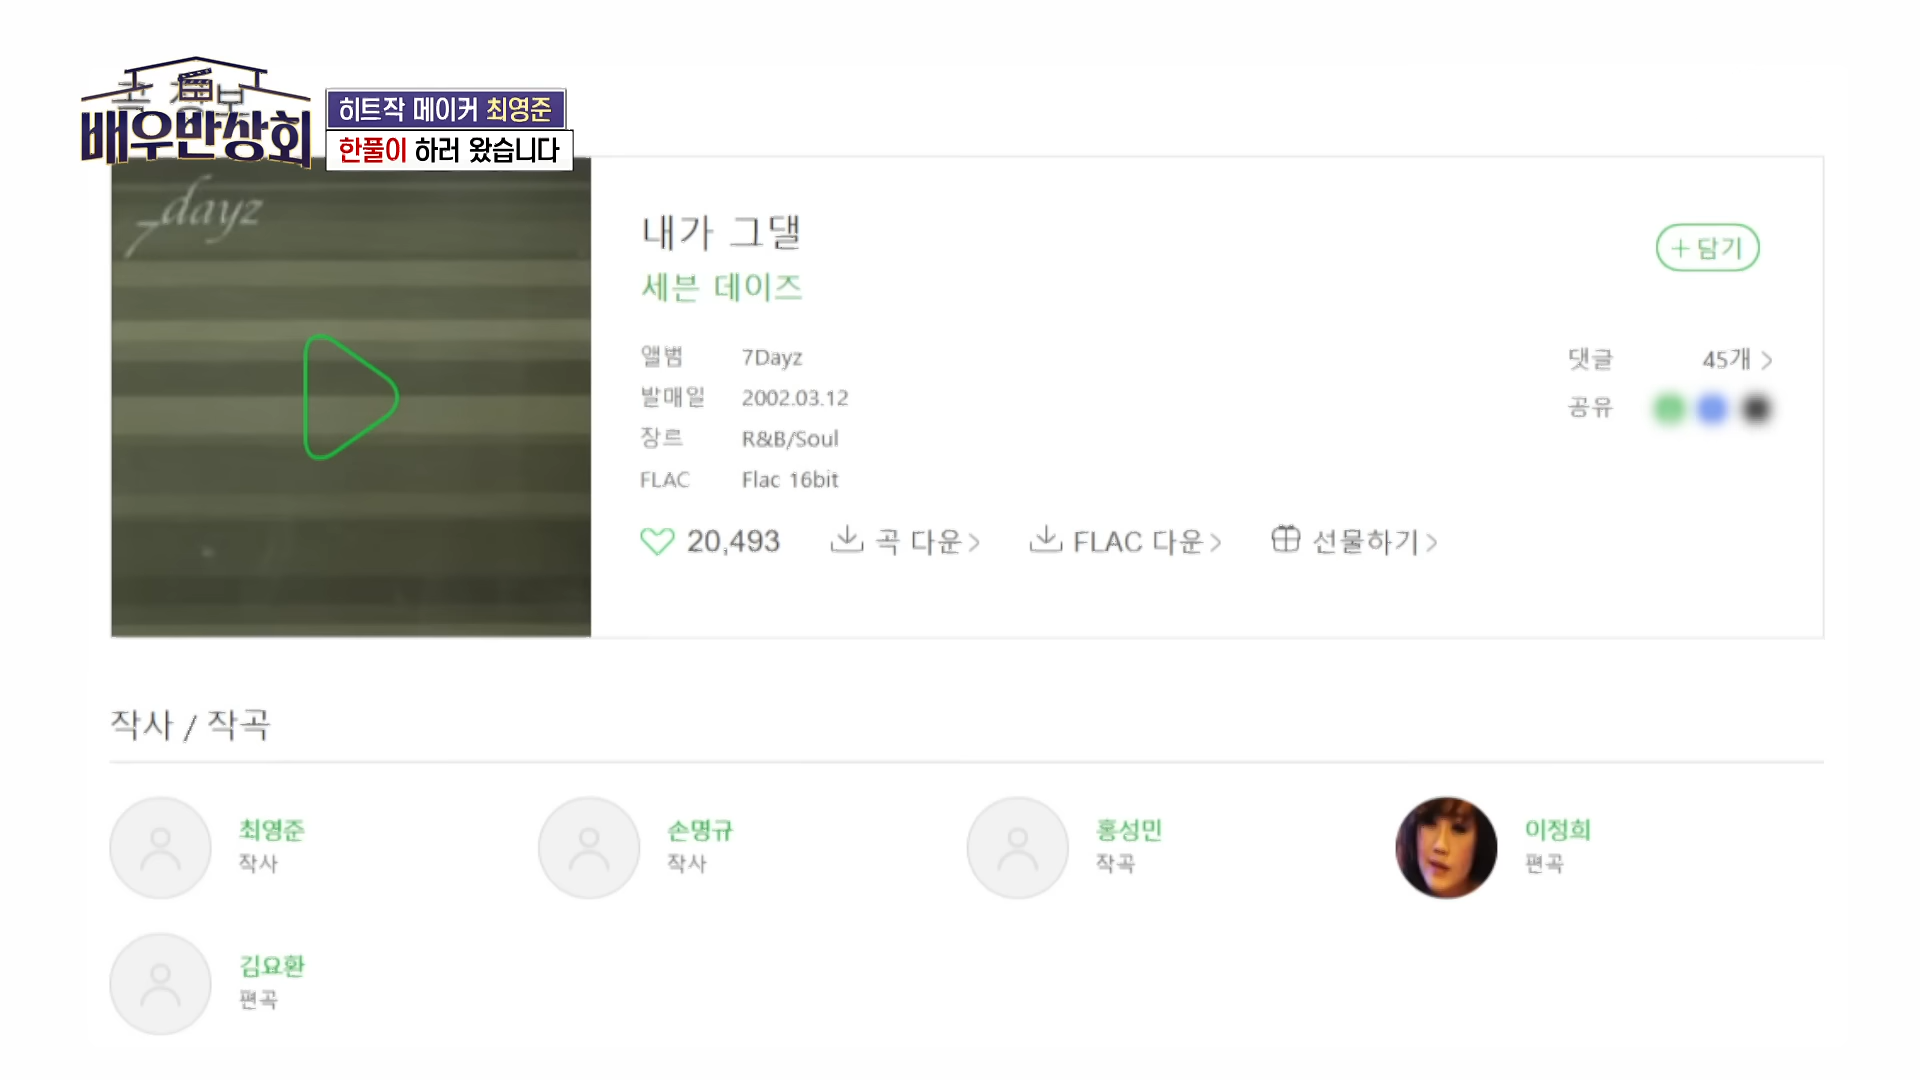 배우반상회
히트작 메이커 최영준
한풀이 하러 왔습니다
7dayz
내가 그댈
세븐 데이즈
+ 담기
앨범 7Dayz
발매일 2002.03.12
장르 R&B/Soul
FLAC Flac 16bit
댓글 45개 >
공유
20,493 곡 다운 > FLAC 다운 > 선물하기 >
작사 / 작곡
최영준
작사
손명규
작사
홍성민
작곡
이정희
편곡
김요환
편곡